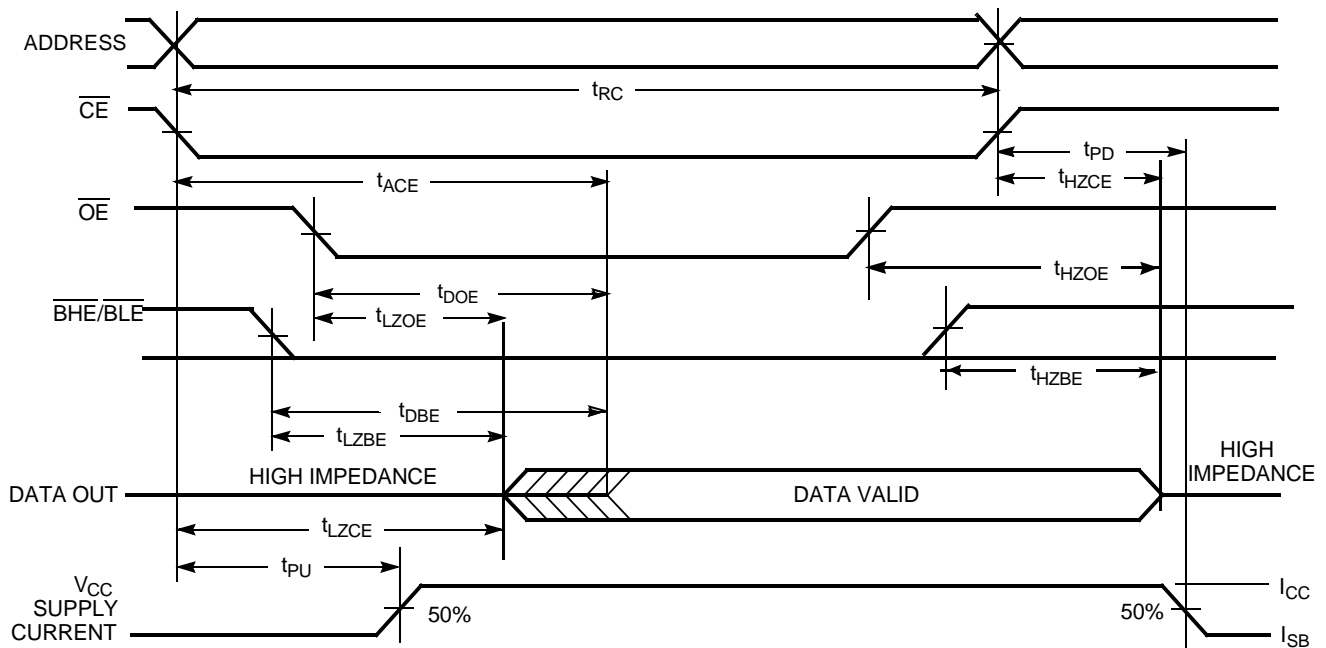 ADDRESS
tRC
CE
tPD
tACE
tHZCE
OE
tHZOE
tDOE
tLZOE
BHE/BLE
tHZBE
tDBE
tLZBE
HIGH IMPEDANCE
HIGH
IMPEDANCE
DATA OUT
DATA VALID
tLZCE
tPU
VCC
SUPPLY
CURRENT
50%
50%
ICC
ISB